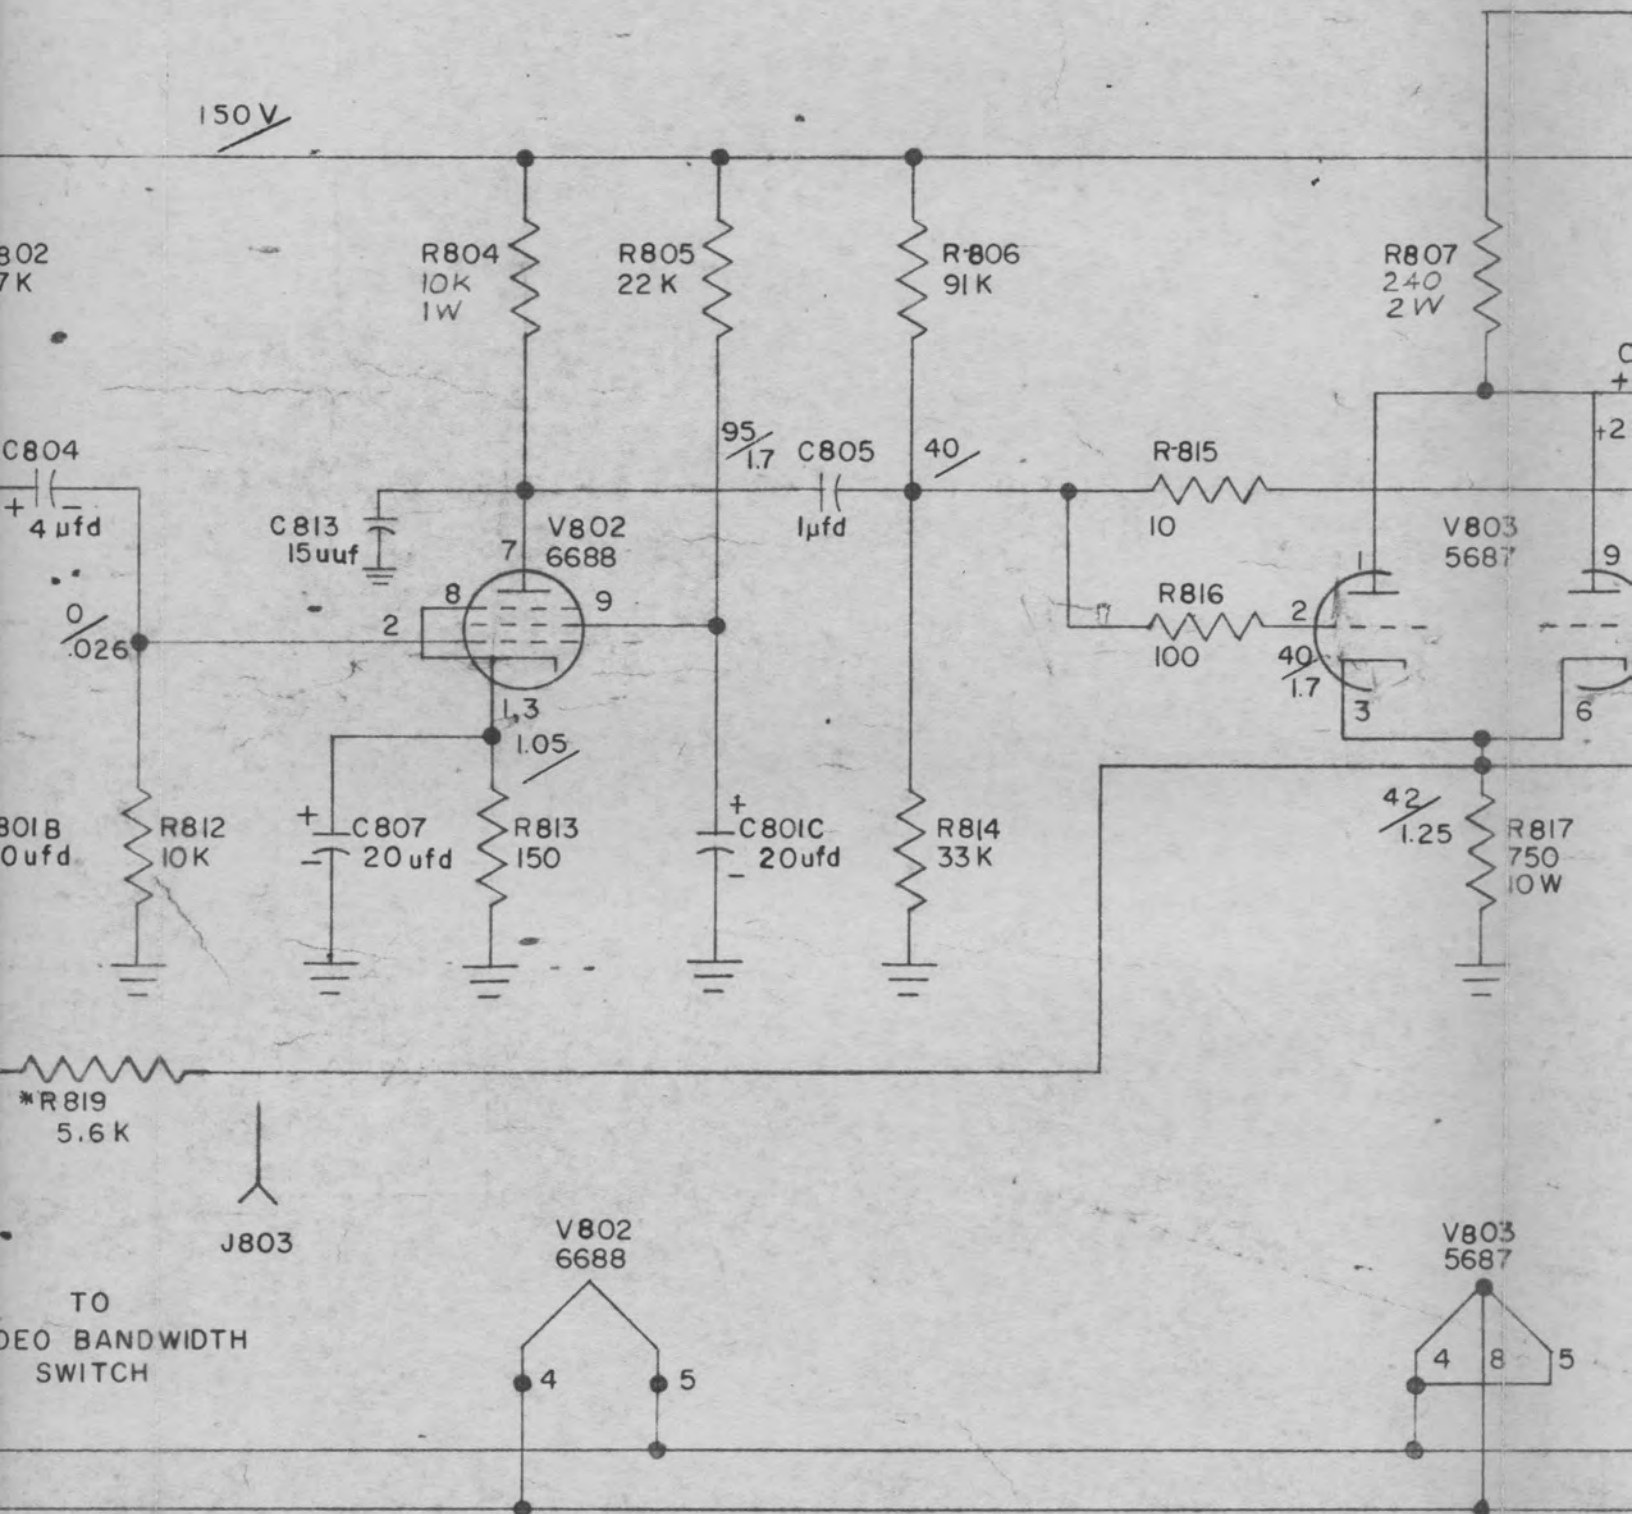 150V
802
7K
R804
10K
1W
R805
22K
R806
91K
R807
240
2W
C
+
+2
C804
+ -
4 µfd
C813
15uuf
7
V802
6688
95/1.7
C805
1µfd
40/
R815
10
V803
5687
1
9
8
9
2
0/.026
R816
100
2
40/1.7
3
6
1,3
1.05/
801B
0ufd
R812
10K
+
-
C807
20ufd
R813
150
+
-
C801C
20ufd
R814
33K
42/1.25
R817
750
10W
*R819
5.6K
J803
TO
DEO BANDWIDTH
SWITCH
V802
6688
4
5
V803
5687
4
8
5